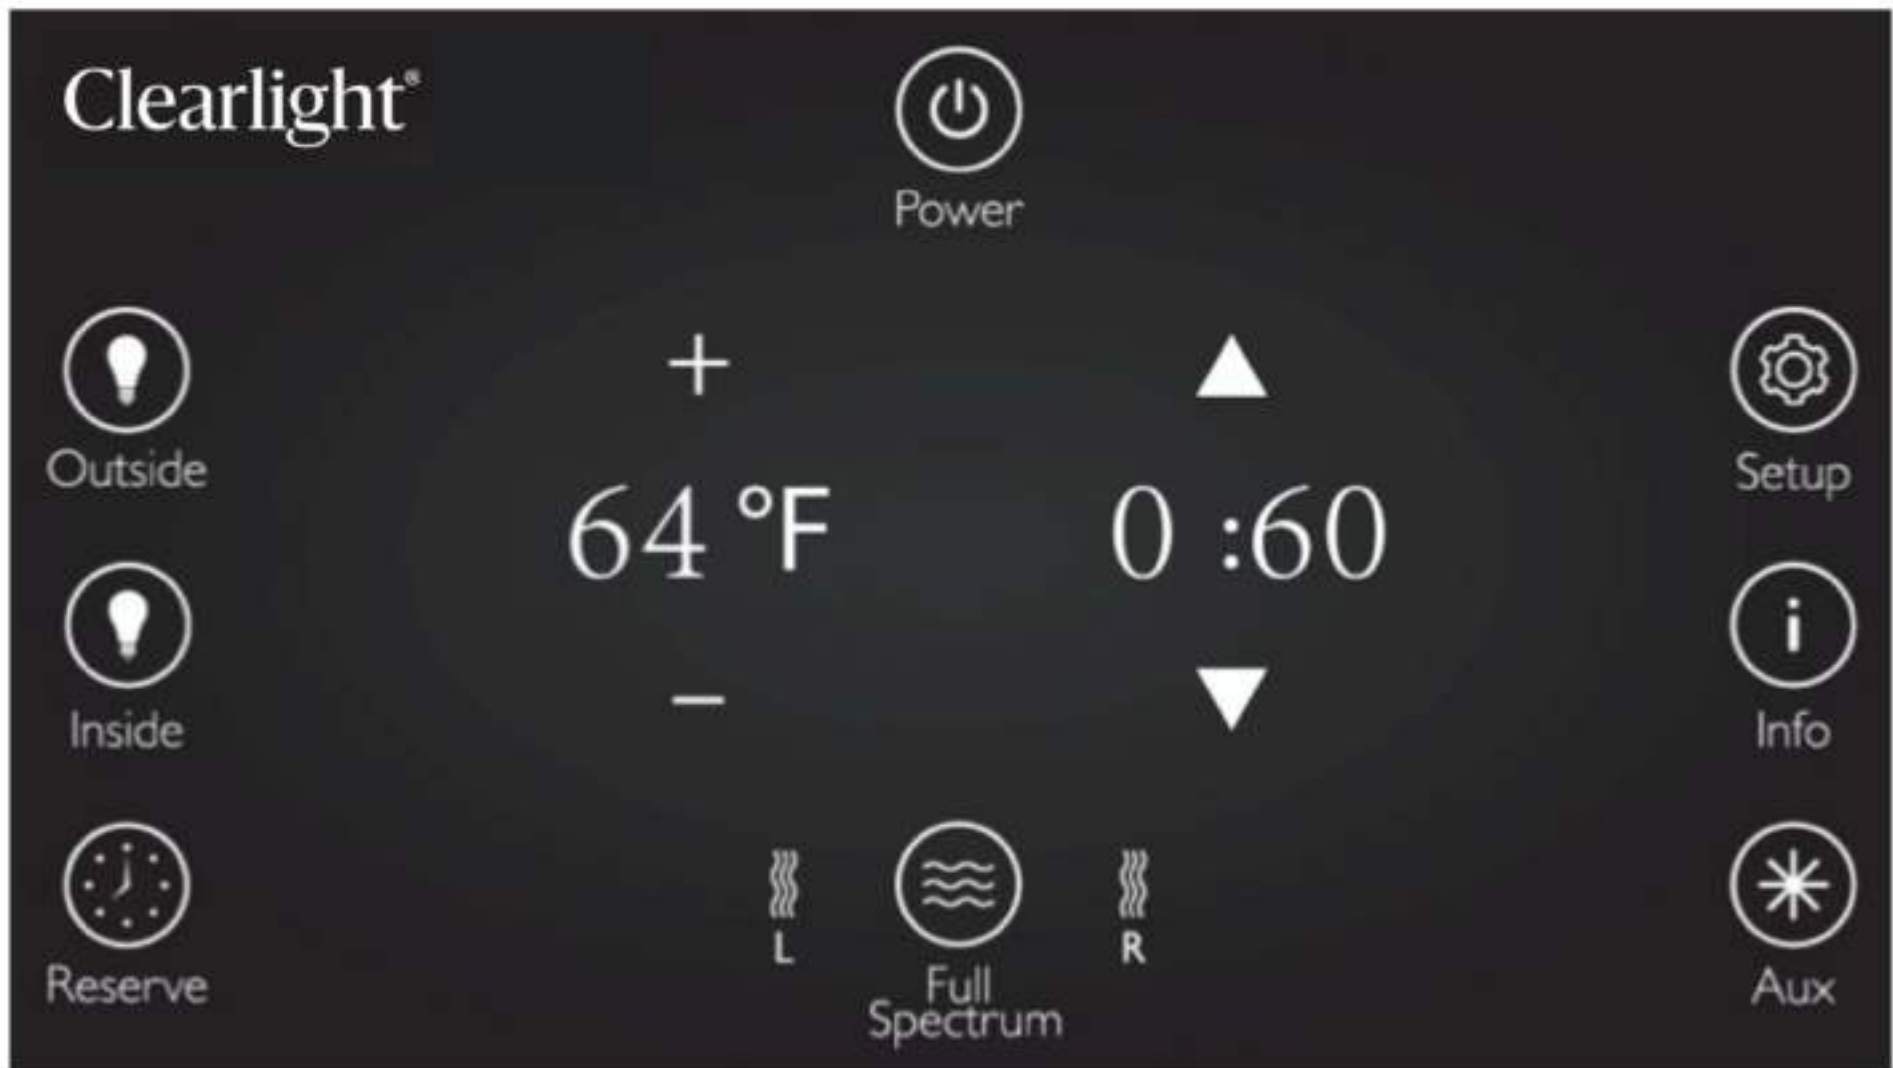 Clearlight®
Power
Outside
Setup
64 °F
0 :60
Inside
Info
L
R
Reserve
Full
Spectrum
Aux